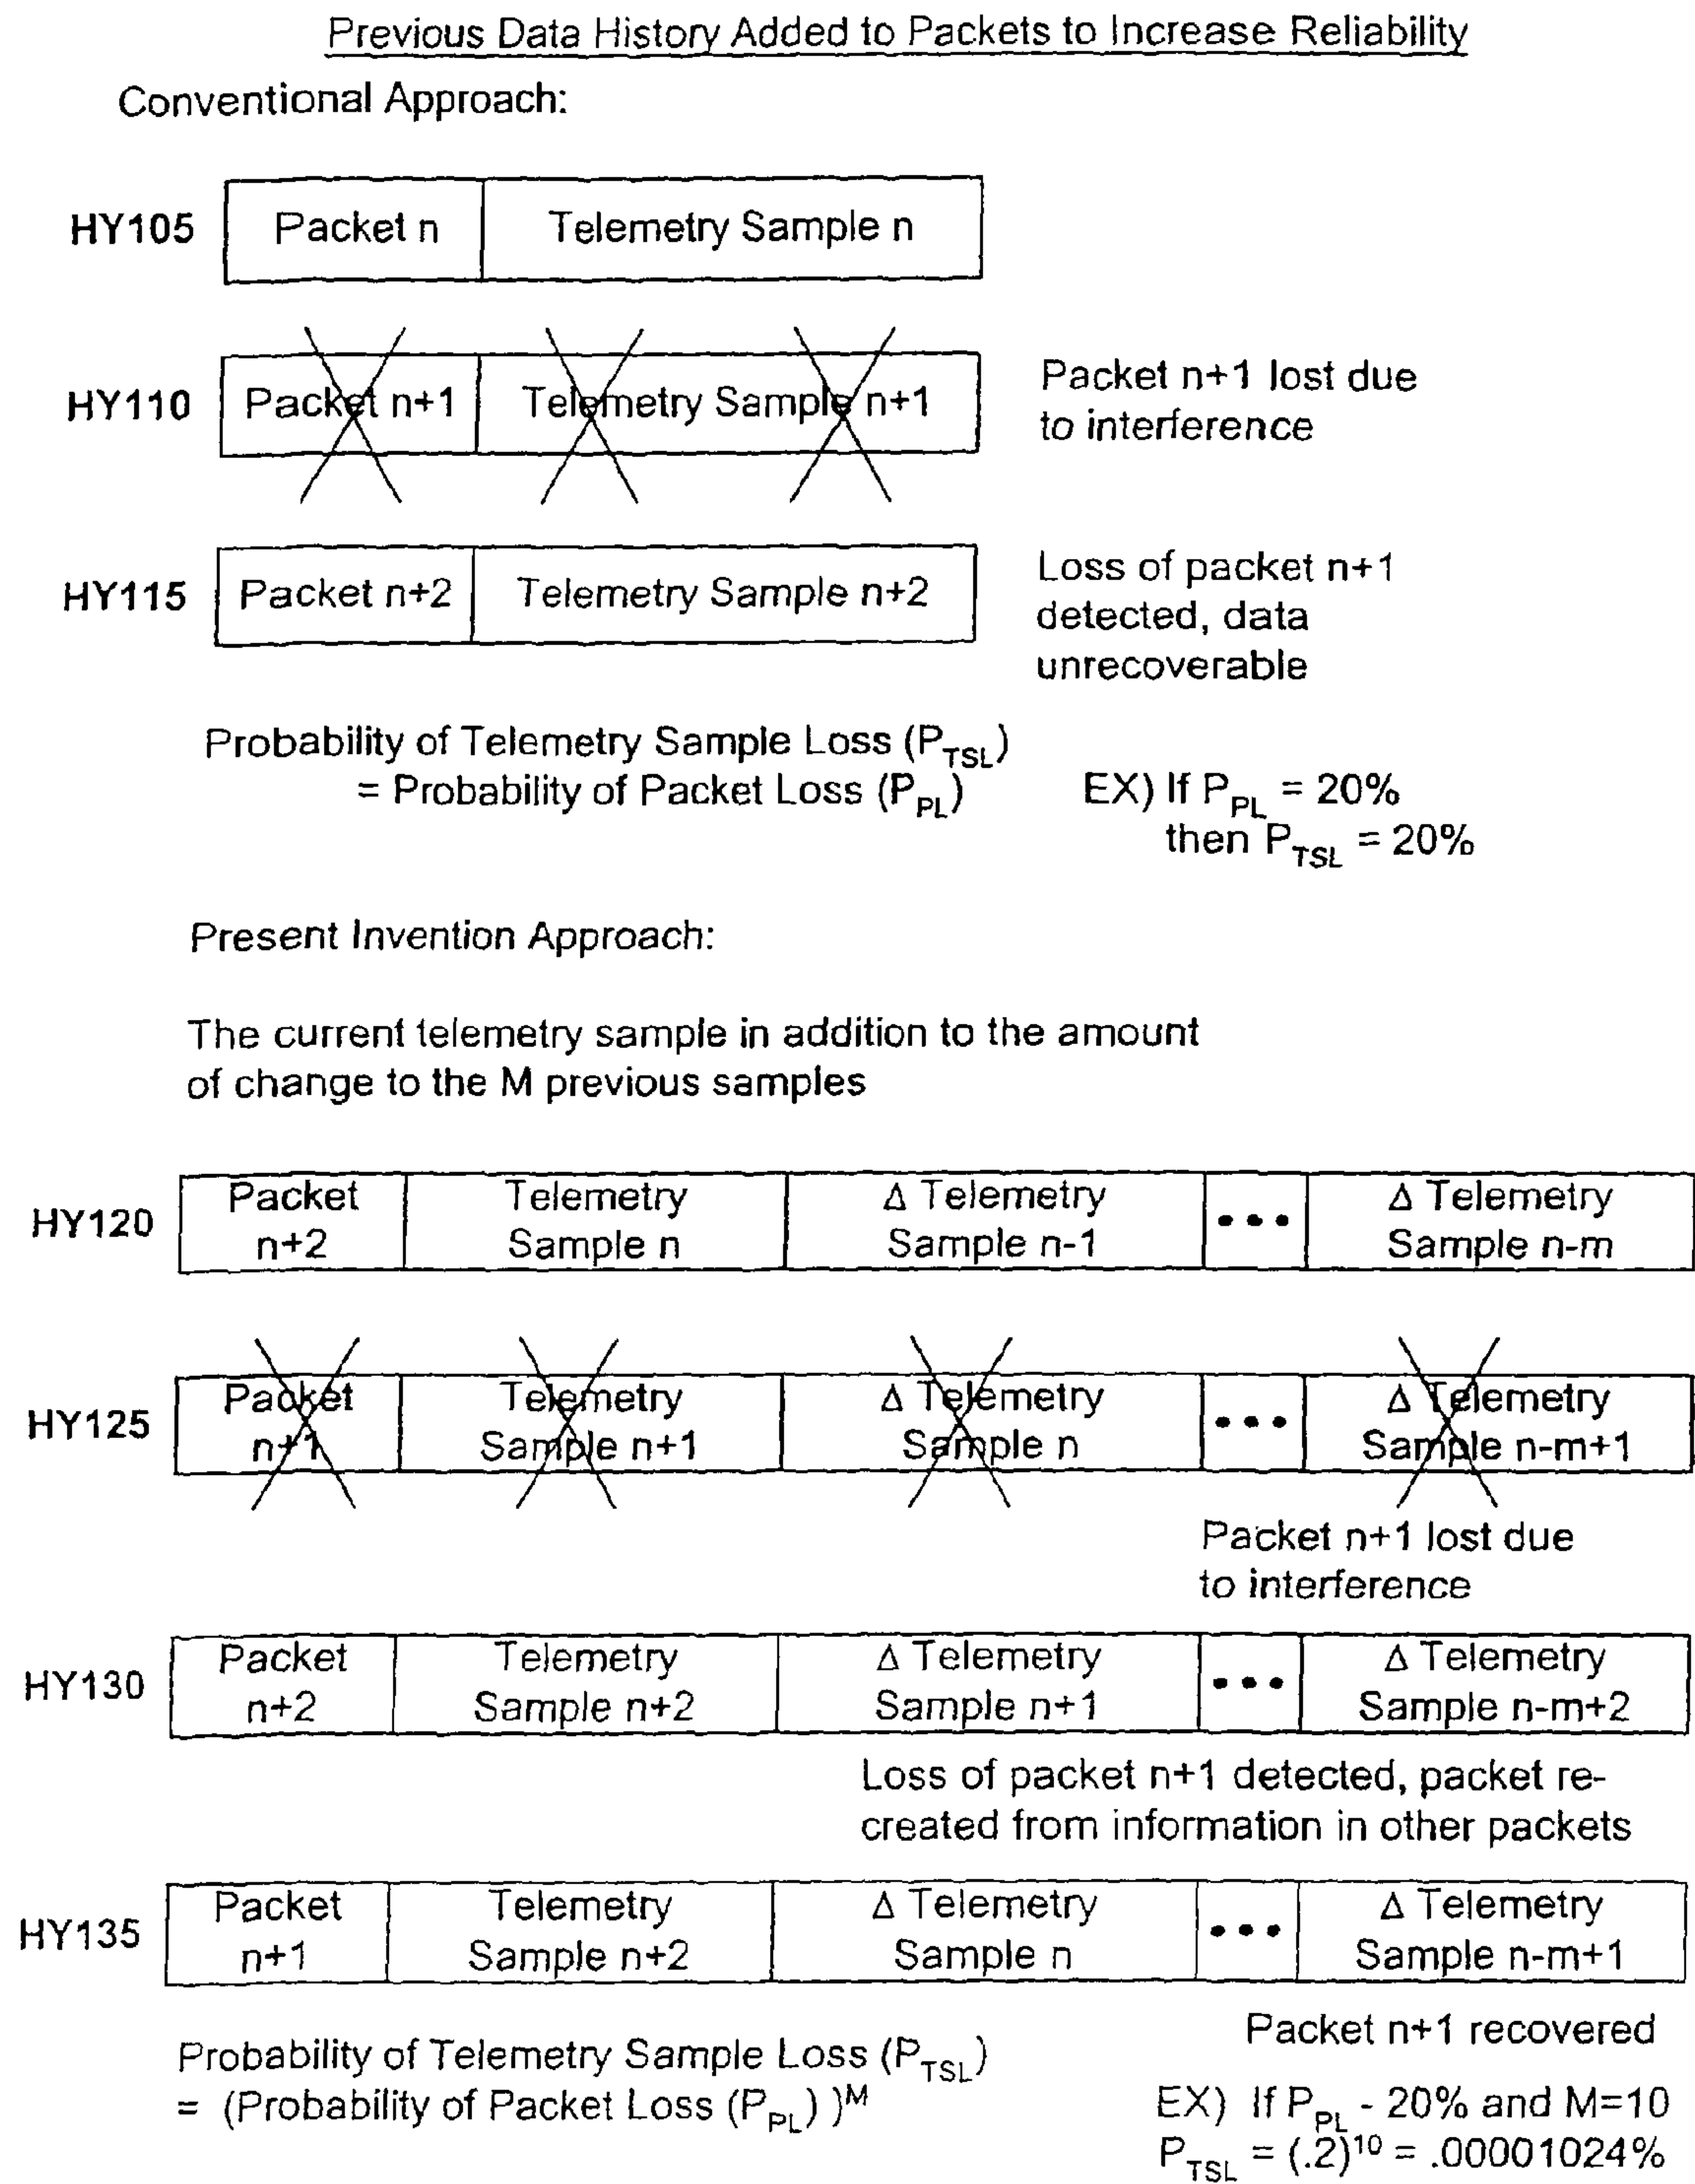 Previous Data History Added to Packets to Increase Reliability
Conventional Approach:
HY105 Packet n Telemetry Sample n
HY110 Packet n+1 Telemetry Sample n+1
Packet n+1 lost due
to interference
HY115 Packet n+2 Telemetry Sample n+2
Loss of packet n+1
detected, data
unrecoverable
Probability of Telemetry Sample Loss (P_TSL)
= Probability of Packet Loss (P_PL)
EX) If P_PL = 20%
then P_TSL = 20%
Present Invention Approach:
The current telemetry sample in addition to the amount
of change to the M previous samples
HY120
Packet
n+2
Telemetry
Sample n
Δ Telemetry
Sample n-1
•••
Δ Telemetry
Sample n-m
HY125
Packet
n+1
Telemetry
Sample n+1
Δ Telemetry
Sample n
•••
Δ Telemetry
Sample n-m+1
Packet n+1 lost due
to interference
HY130
Packet
n+2
Telemetry
Sample n+2
Δ Telemetry
Sample n+1
•••
Δ Telemetry
Sample n-m+2
Loss of packet n+1 detected, packet re-
created from information in other packets
HY135
Packet
n+1
Telemetry
Sample n+2
Δ Telemetry
Sample n
•••
Δ Telemetry
Sample n-m+1
Packet n+1 recovered
Probability of Telemetry Sample Loss (P_TSL)
= (Probability of Packet Loss (P_PL) )^M
EX) If P_PL - 20% and M=10
P_TSL = (.2)^10 = .00001024%